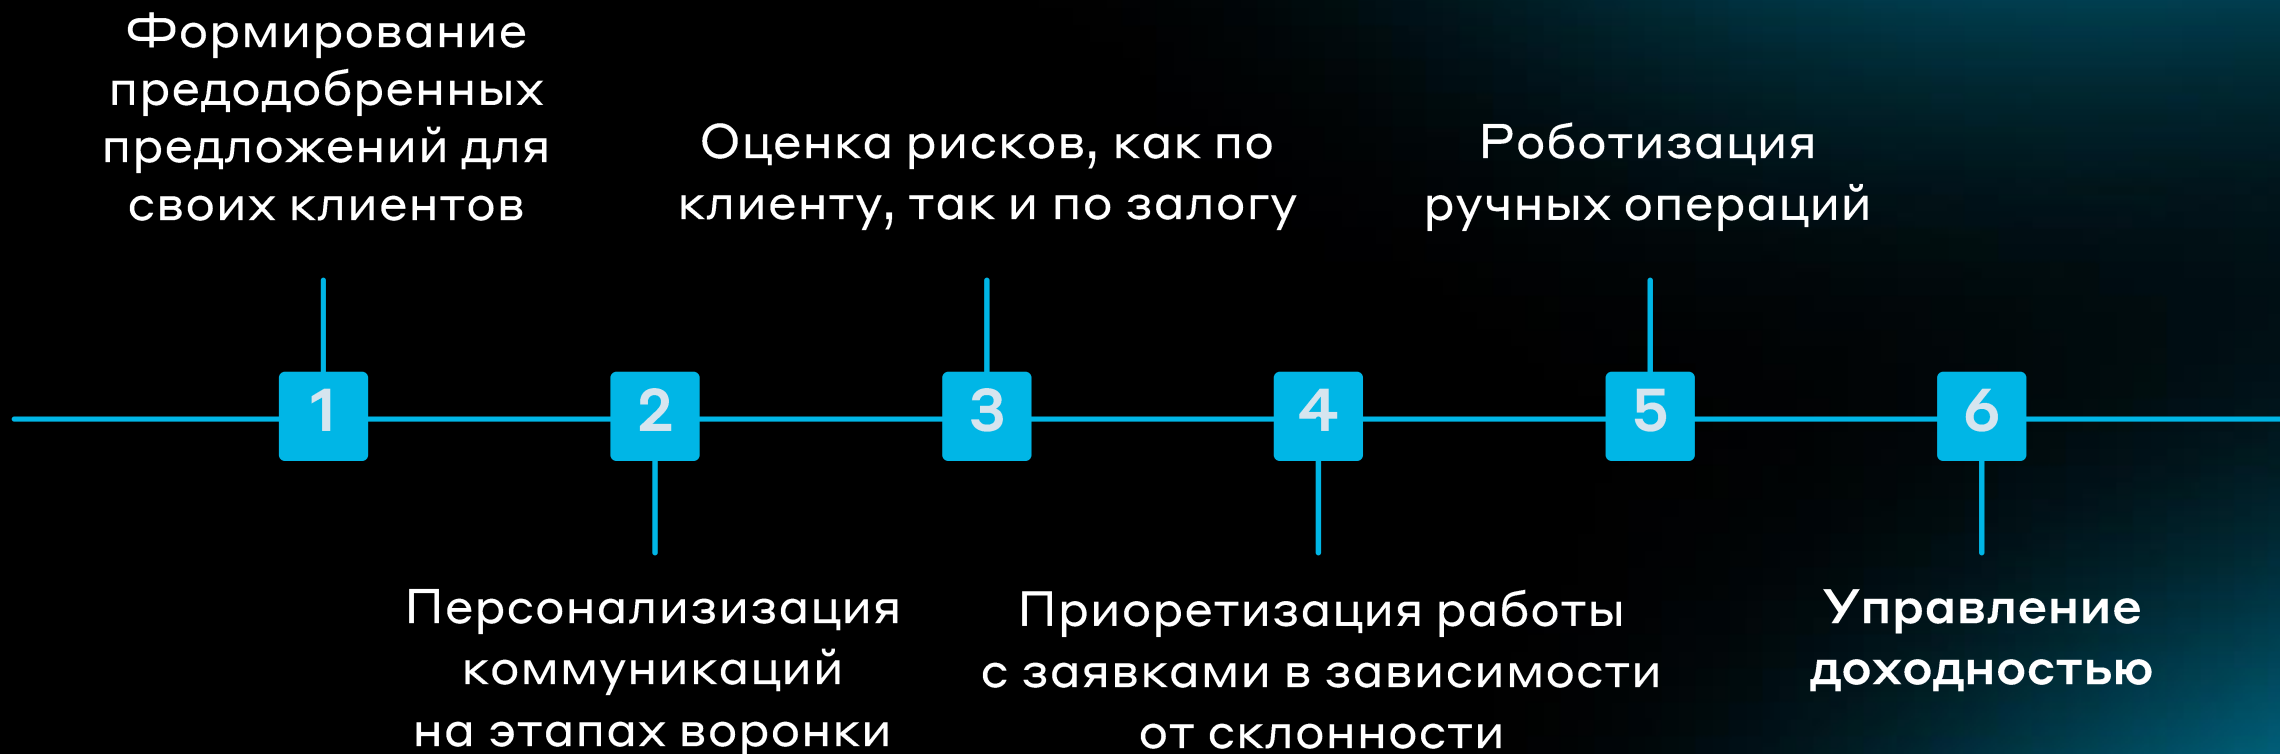 Формирование
предодобренных
предложений для
своих клиентов
Оценка рисков, как по
клиенту, так и по залогу
Роботизация
ручных операций
1
2
3
4
5
6
Персонализизация
коммуникаций
на этапах воронки
Приоретизация работы
с заявками в зависимости
от склонности
Управление
доходностью